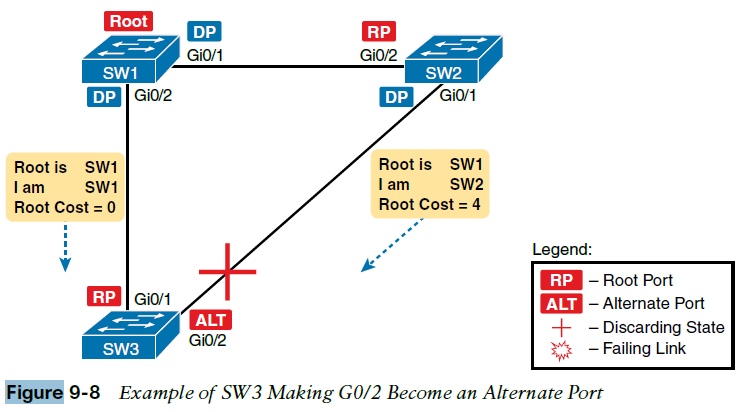 Root
DP
RP
Gi0/1
Gi0/2
SW1
SW2
DP
Gi0/2
DP
Gi0/1
Root is SW1
I am SW1
Root Cost = 0
Root is SW1
I am SW2
Root Cost = 4
Legend:
RP – Root Port
ALT – Alternate Port
– Discarding State
– Failing Link
RP
Gi0/1
ALT
Gi0/2
SW3
Figure 9-8 Example of SW3 Making G0/2 Become an Alternate Port